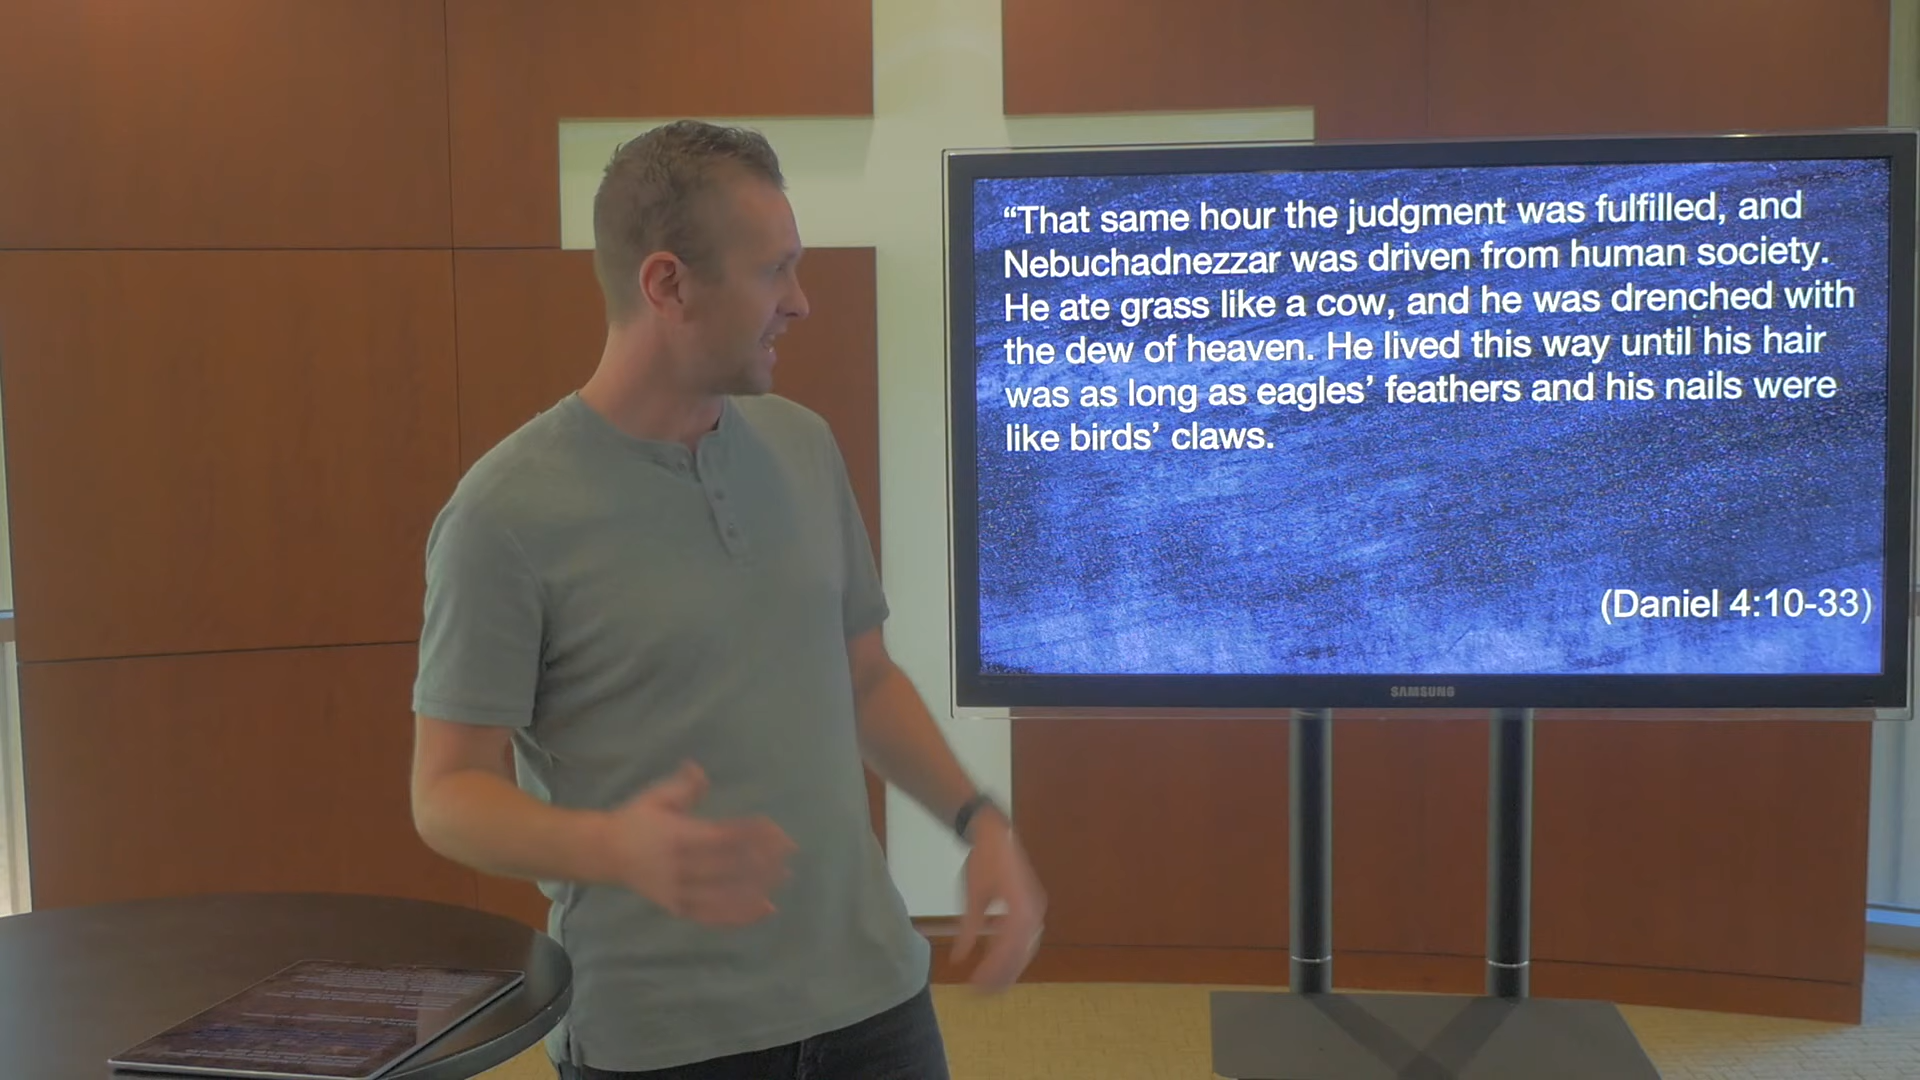 “That same hour the judgment was fulfilled, and
Nebuchadnezzar was driven from human society.
He ate grass like a cow, and he was drenched with
the dew of heaven. He lived this way until his hair
was as long as eagles’ feathers and his nails were
like birds’ claws.
(Daniel 4:10-33)
SAMSUNG